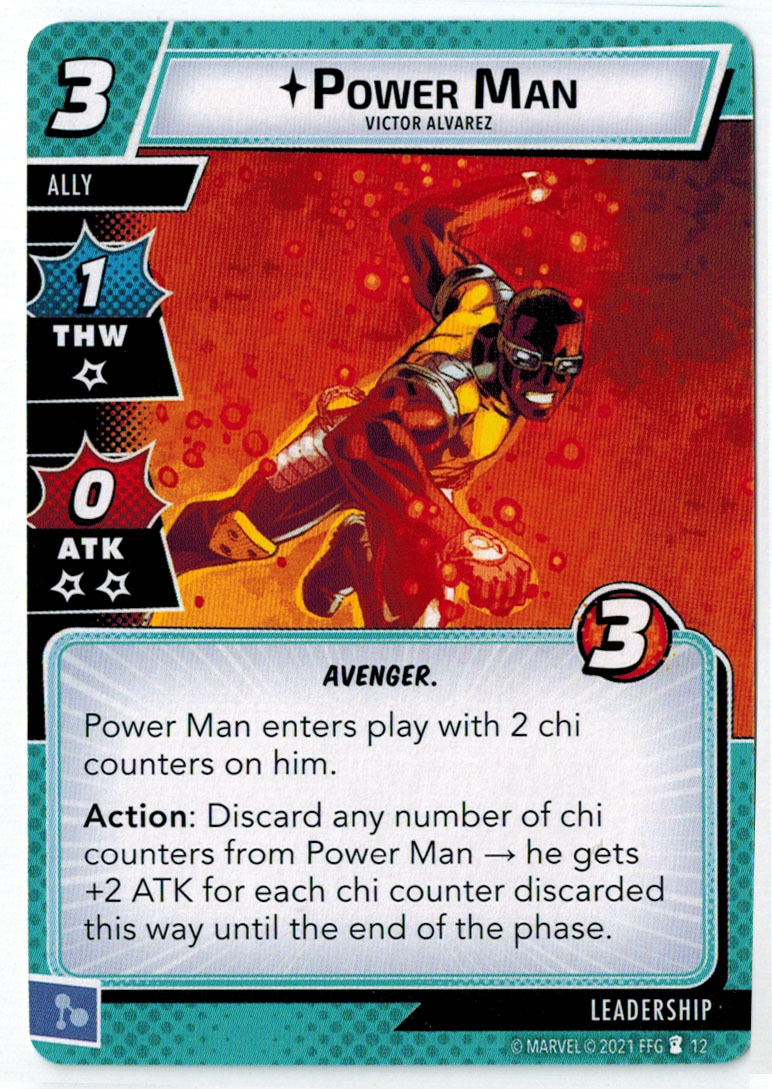 3
POWER MAN
VICTOR ALVAREZ
ALLY
1
THW
0
ATK
3
AVENGER.
Power Man enters play with 2 chi
counters on him.
Action: Discard any number of chi
counters from Power Man → he gets
+2 ATK for each chi counter discarded
this way until the end of the phase.
LEADERSHIP
© MARVEL © 2021 FFG 12